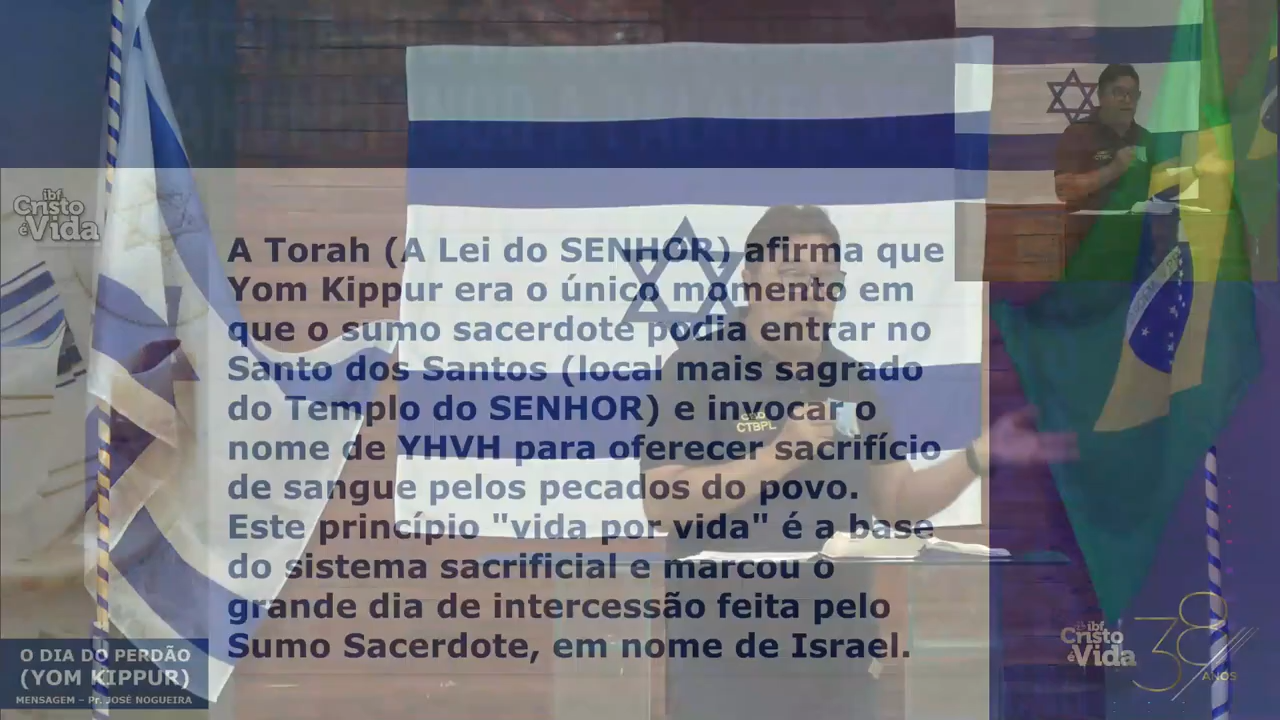 ibf
Cristo
é Vida
A Torah (A Lei do SENHOR) afirma que
Yom Kippur era o único momento em
que o sumo sacerdote podia entrar no
Santo dos Santos (local mais sagrado
do Templo do SENHOR) e invocar o
nome de YHVH para oferecer sacrifício
de sangue pelos pecados do povo.
Este princípio "vida por vida" é a base
do sistema sacrificial e marcou o
grande dia de intercessão feita pelo
Sumo Sacerdote, em nome de Israel.
CTBPL
O DIA DO PERDÃO
(YOM KIPPUR)
MENSAGEM – Pr. JOSÉ NOGUEIRA
ibf
Cristo
é Vida
38
ANOS